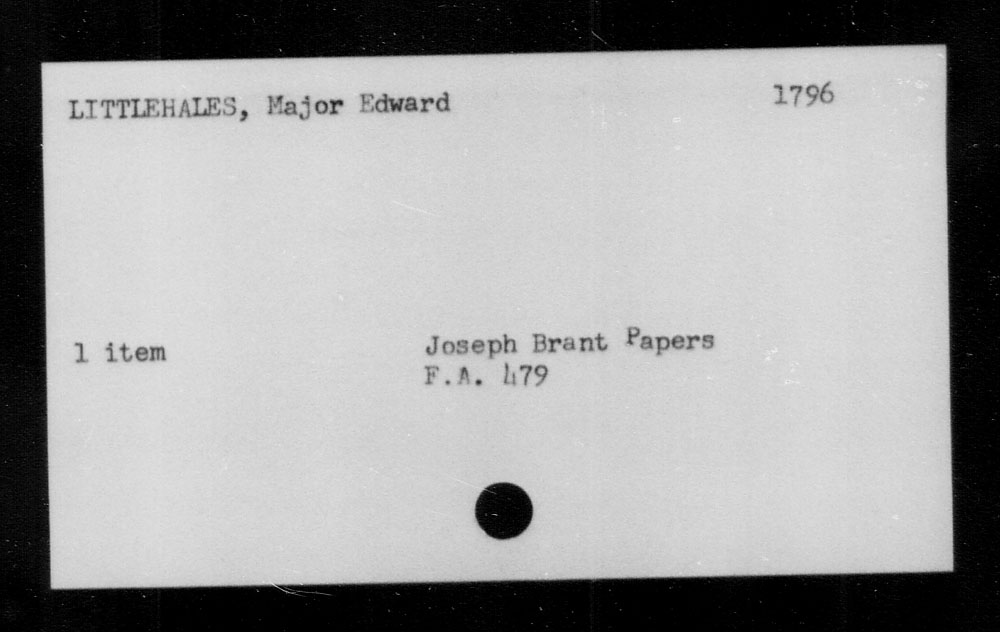 LITTLEHALES, Major Edward 1796
1 item
Joseph Brant Papers
F.A. 479